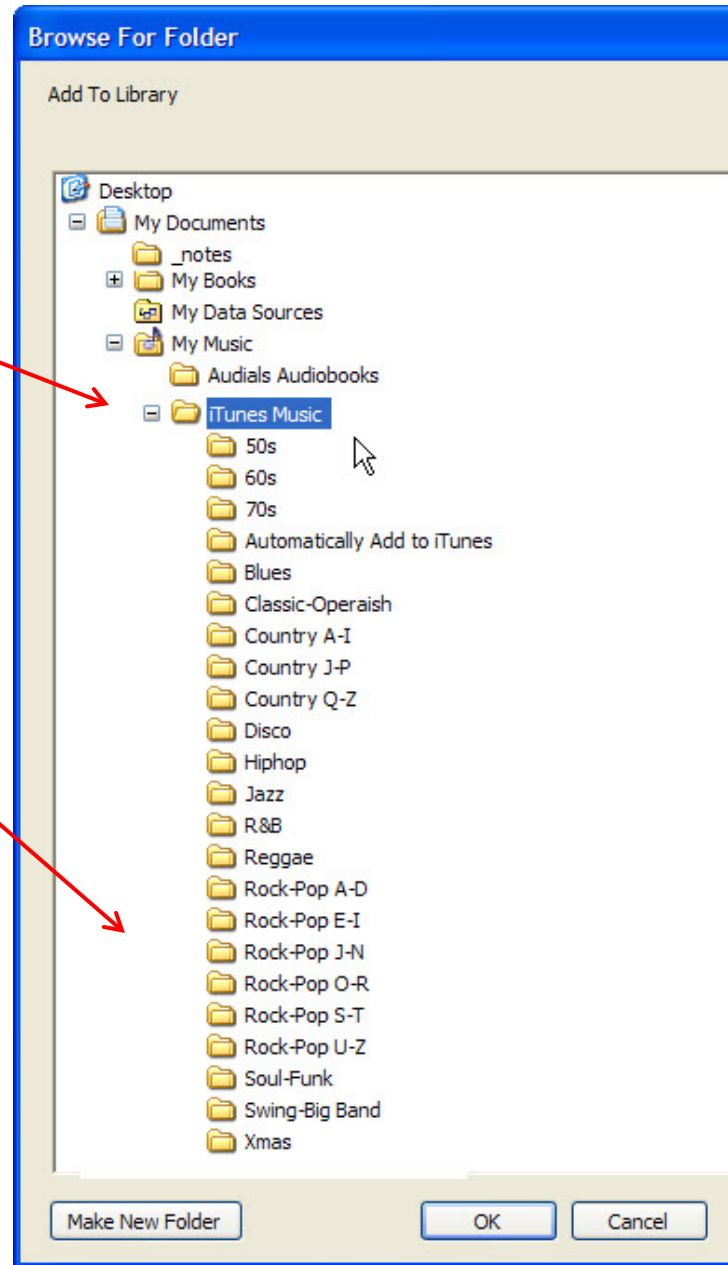 Browse For Folder
Add To Library
Desktop
My Documents
_notes
My Books
My Data Sources
My Music
Audials Audiobooks
iTunes Music
50s
60s
70s
Automatically Add to iTunes
Blues
Classic-Operaish
Country A-I
Country J-P
Country Q-Z
Disco
Hiphop
Jazz
R&B
Reggae
Rock-Pop A-D
Rock-Pop E-I
Rock-Pop J-N
Rock-Pop O-R
Rock-Pop S-T
Rock-Pop U-Z
Soul-Funk
Swing-Big Band
Xmas
Make New Folder OK Cancel